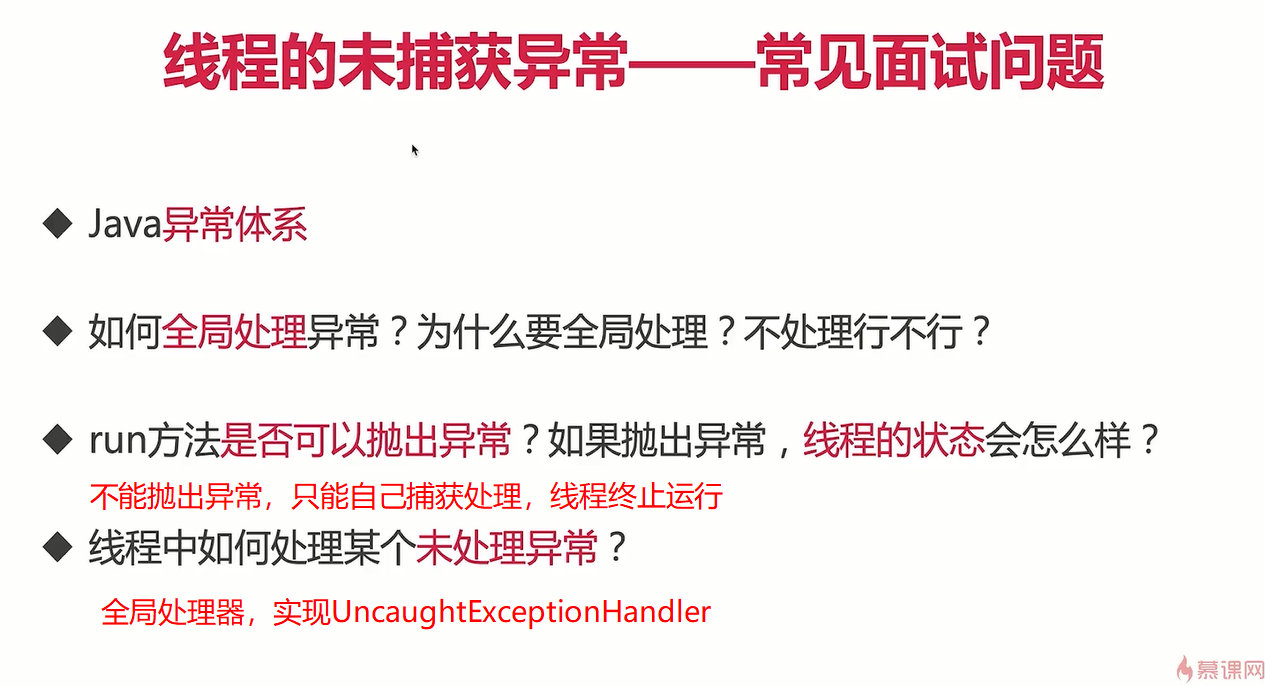 线程的未捕获异常——常见面试问题
◆ Java异常体系
◆ 如何全局处理异常？为什么要全局处理？不处理行不行？
◆ run方法是否可以抛出异常？如果抛出异常，线程的状态会怎么样？
不能抛出异常，只能自己捕获处理，线程终止运行
◆ 线程中如何处理某个未处理异常？
全局处理器，实现UncaughtExceptionHandler
慕课网